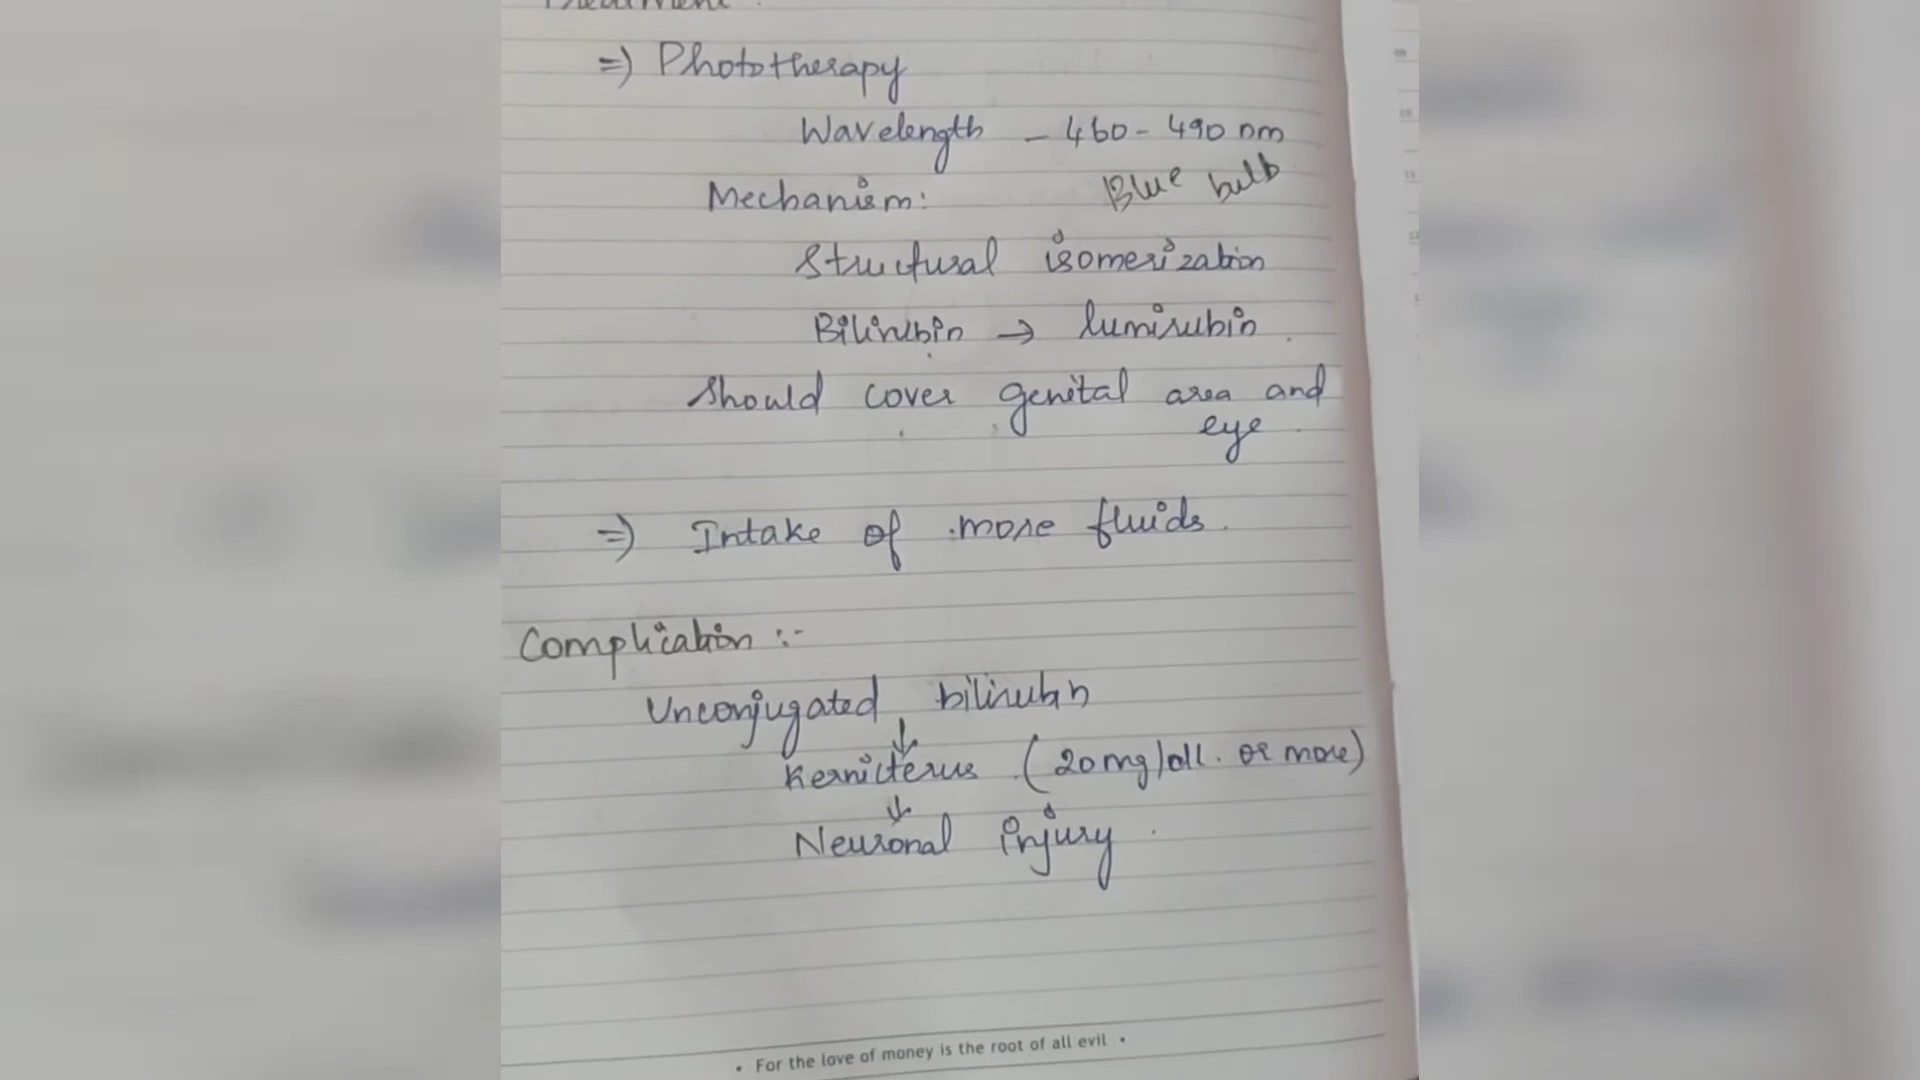 Treatment :
=) Phototherapy
Wavelength - 460 - 490 nm
Mechanism: Blue bulb
Structural isomerization
Bilirubin → lumirubin.
Should cover genital area and
eye.
=) Intake of more fluids.
Complication :-
Unconjugated bilirubin
↓
Kernicterus (20mg/dl. or more)
↓
Neuronal injury.
• For the love of money is the root of all evil •